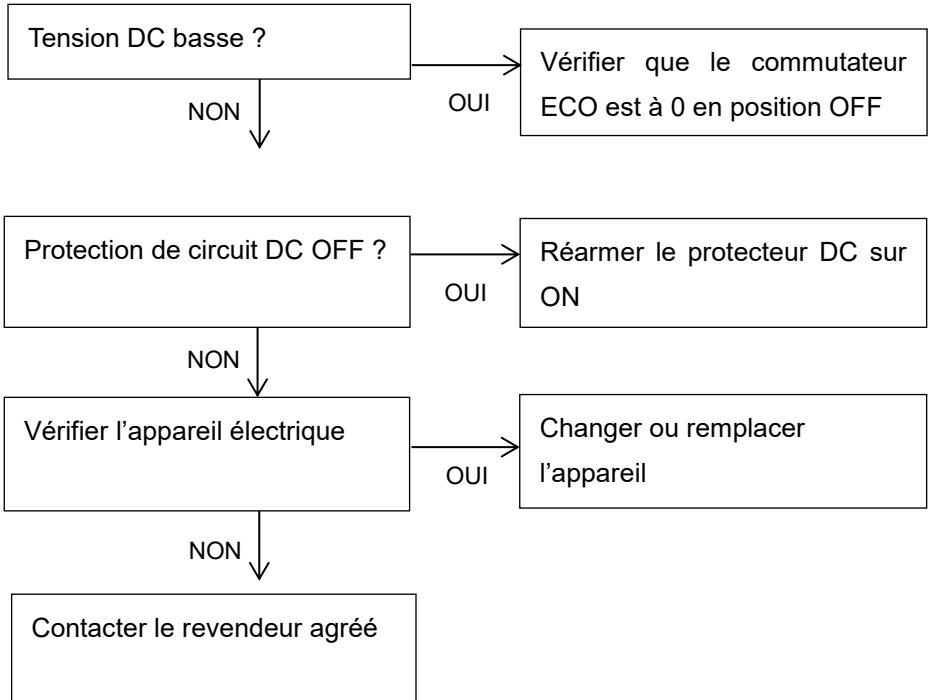 Tension DC basse ?
OUI
Vérifier que le commutateur
ECO est à 0 en position OFF
NON
Protection de circuit DC OFF ?
OUI
Réarmer le protecteur DC sur
ON
NON
Vérifier l’appareil électrique
OUI
Changer ou remplacer
l’appareil
NON
Contacter le revendeur agréé